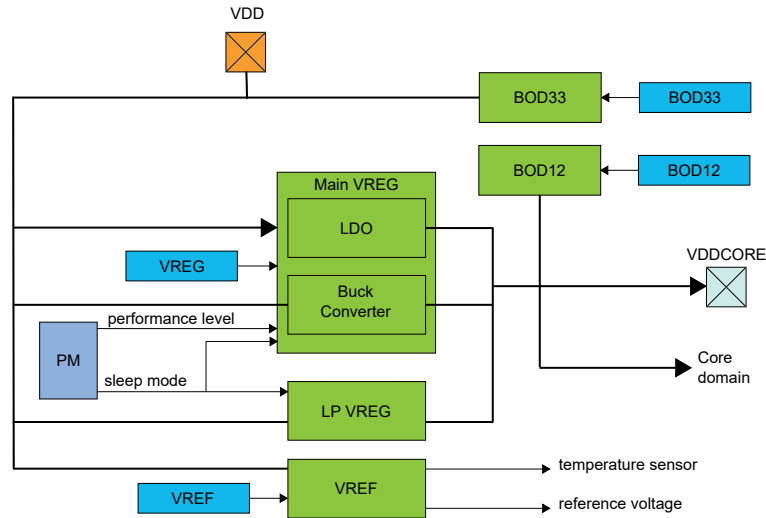 VDD
BOD33
BOD33
BOD12
BOD12
Main VREG
LDO
VREG
VDDCORE
Buck
Converter
performance level
PM
sleep mode
Core
domain
LP VREG
temperature sensor
VREF
VREF
reference voltage